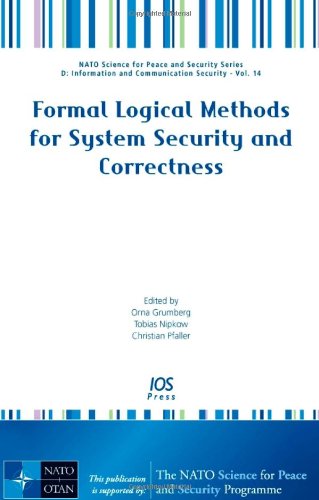 NATO Science for Peace and Security Series
D: Information and Communication Security - Vol. 14
Formal Logical Methods
for System Security and
Correctness
Edited by
Orna Grumberg
Tobias Nipkow
Christian Pfaller
IOS
Press
NATO
OTAN
This publication
is supported by:
The NATO Science for Peace
and Security Programme